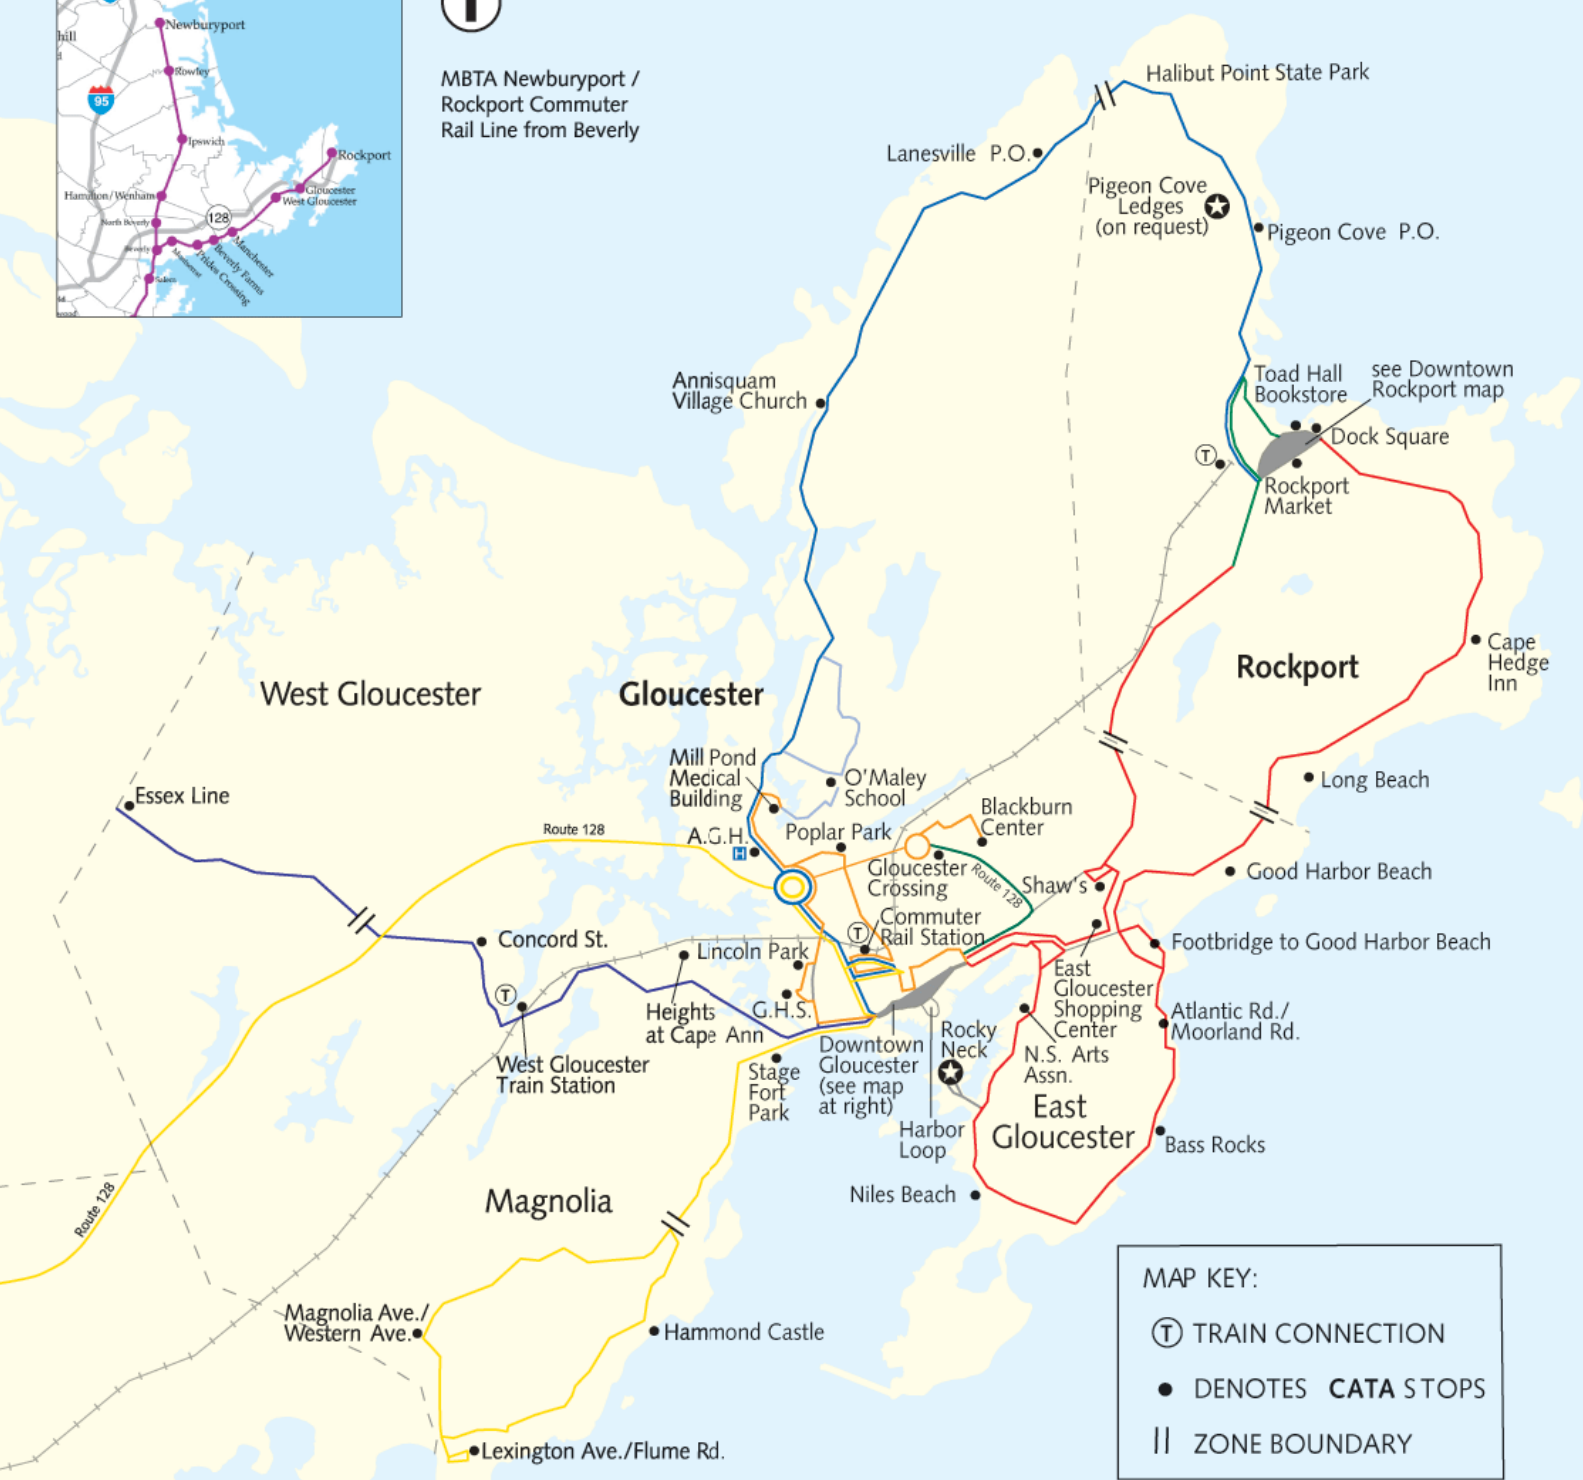 Newburyport
hill
Rowley
95
Ipswich
Rockport
Hamilton/Wenham
Gloucester
West Gloucester
128
North Beverly
Manchester
Beverly
Beverly Farms
Prides Crossing
Montserrat
Salem
T
MBTA Newburyport /
Rockport Commuter
Rail Line from Beverly
Halibut Point State Park
Lanesville P.O.
Pigeon Cove
Ledges
(on request)
Pigeon Cove P.O.
Toad Hall
Bookstore
see Downtown
Rockport map
Annisquam
Village Church
Dock Square
T
Rockport
Market
Cape
Hedge
Inn
Rockport
West Gloucester
Gloucester
Mill Pond
Medical
Building
O'Maley
School
Long Beach
Essex Line
Blackburn
Center
Route 128
A.G.H.
H
Poplar Park
Gloucester
Crossing
Route 128
Shaw's
Good Harbor Beach
Commuter
Rail Station
T
Concord St.
Lincoln Park
Footbridge to Good Harbor Beach
East
Gloucester
Shopping
Center
T
G.H.S.
Heights
at Cape Ann
Atlantic Rd./
Moorland Rd.
Rocky
Neck
Downtown
Gloucester
(see map
at right)
N.S. Arts
Assn.
West Gloucester
Train Station
Stage
Fort
Park
East
Gloucester
Harbor
Loop
Bass Rocks
Route 128
Magnolia
Niles Beach
Magnolia Ave./
Western Ave.
Hammond Castle
Lexington Ave./Flume Rd.
MAP KEY:
T TRAIN CONNECTION
DENOTES CATA STOPS
ZONE BOUNDARY